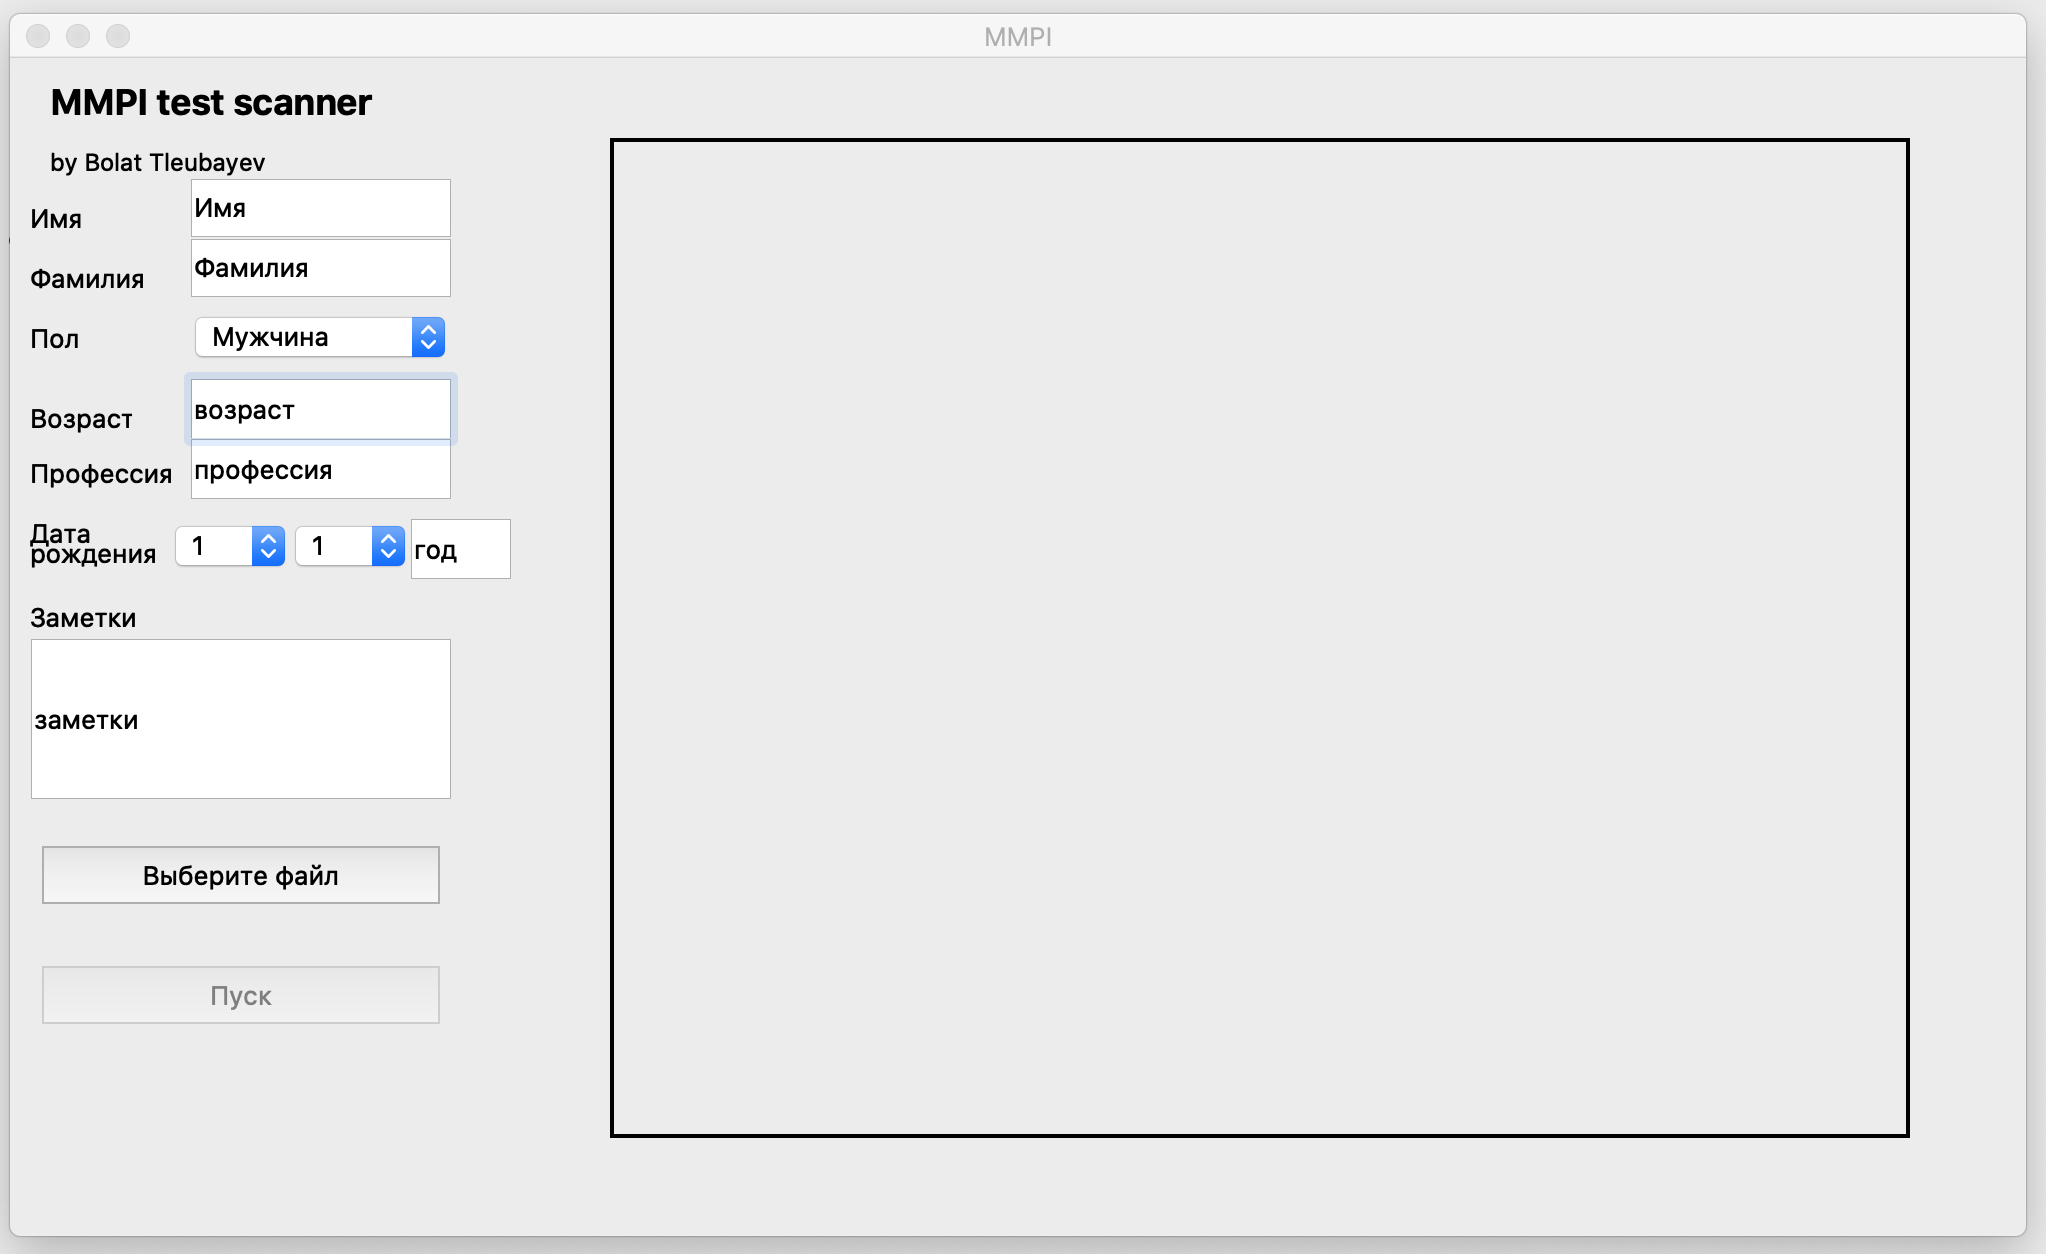 MMPI
MMPI test scanner
by Bolat Tleubayev
Имя Имя
Фамилия Фамилия
Пол Мужчина
Возраст возраст
Профессия профессия
Дата
рождения 1 1 год
Заметки
заметки
Выберите файл
Пуск